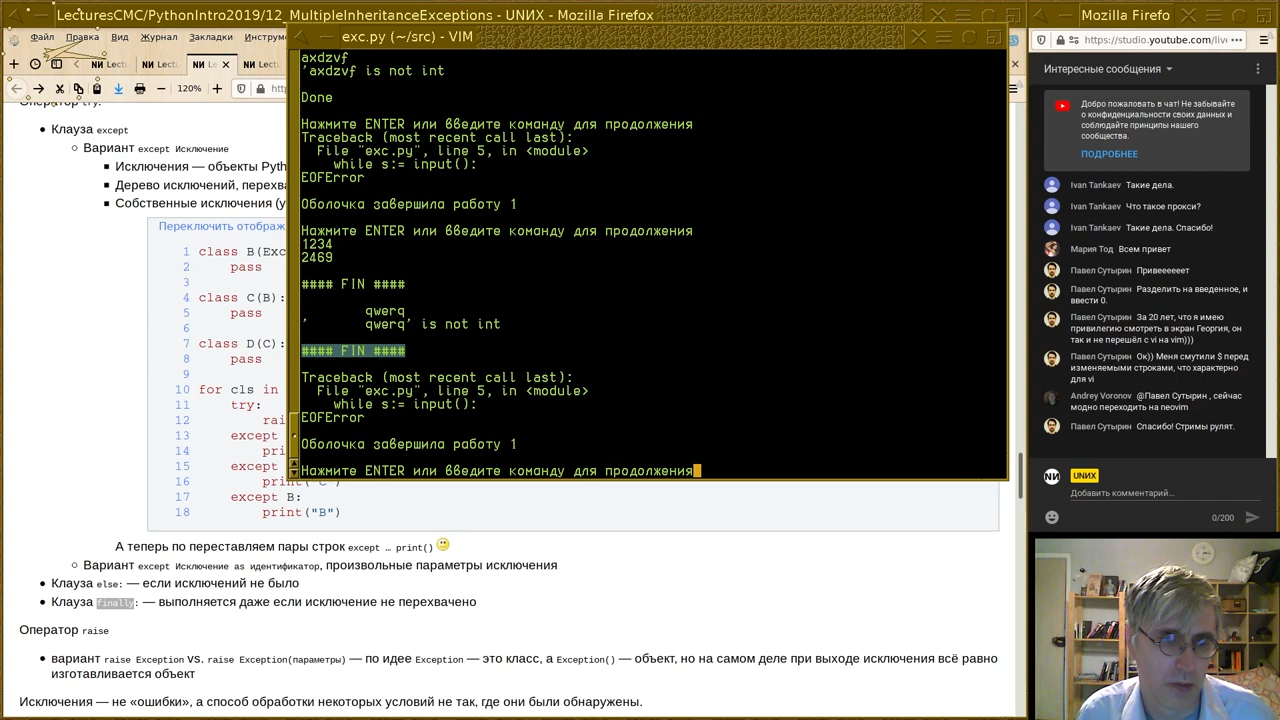 LecturesCMC/PythonIntro2019/12_MultipleInheritanceExceptions - UNИX - Mozilla Firefox
Mozilla Firefo
Файл Правка Вид Журнал Закладки Инструме
exc.py (~/src) - VIM
https://studio.youtube.com/live
Lectu
Lectu
Le
Lectu
120%
axdzvf
'axdzvf is not int
Done
Нажмите ENTER или введите команду для продолжения
Traceback (most recent call last):
File "exc.py", line 5, in <module>
while s:= input():
EOFError
Оболочка завершила работу 1
Нажмите ENTER или введите команду для продолжения
1234
2469
#### FIN ####
qwerq
' qwerq' is not int
#### FIN ####
Traceback (most recent call last):
File "exc.py", line 5, in <module>
while s:= input():
EOFError
Оболочка завершила работу 1
Нажмите ENTER или введите команду для продолжения
Оператор try:
Клауза except
Вариант except Исключение
Исключения — объекты Pyth
Дерево исключений, перехва
Собственные исключения (у
Переключить отображ
1 class B(Exc
2 pass
3
4 class C(B):
5 pass
6
7 class D(C):
8 pass
9
10 for cls in
11 try:
12 rai
13 except
14 pri
15 except
16 print("C")
17 except B:
18 print("B")
А теперь по переставляем пары строк except … print()
Вариант except Исключение as идентификатор, произвольные параметры исключения
Клауза else: — если исключений не было
Клауза finally: — выполняется даже если исключение не перехвачено
Оператор raise
вариант raise Exception vs. raise Exception(параметры) — по идее Exception — это класс, а Exception() — объект, но на самом деле при выходе исключения всё равно
изготавливается объект
Исключения — не «ошибки», а способ обработки некоторых условий не так, где они были обнаружены.
Интересные сообщения
Добро пожаловать в чат! Не забывайте
о конфиденциальности своих данных и
соблюдайте принципы нашего
сообщества.
ПОДРОБНЕЕ
Ivan Tankaev Такие дела.
Ivan Tankaev Что такое прокси?
Ivan Tankaev Такие дела. Спасибо!
Мария Тод Всем привет
Павел Сутырин Привеееееет
Павел Сутырин Разделить на введенное, и
ввести 0.
Павел Сутырин За 20 лет, что я имею
привилегию смотреть в экран Георгия, он
так и не перешёл с vi на vim)))
Павел Сутырин Ок)) Меня смутили $ перед
изменяемыми строками, что характерно
для vi
Andrey Voronov @Павел Сутырин , сейчас
модно переходить на neovim
Павел Сутырин Спасибо! Стримы рулят.
NИ UNИX
Добавить комментарий...
0/200